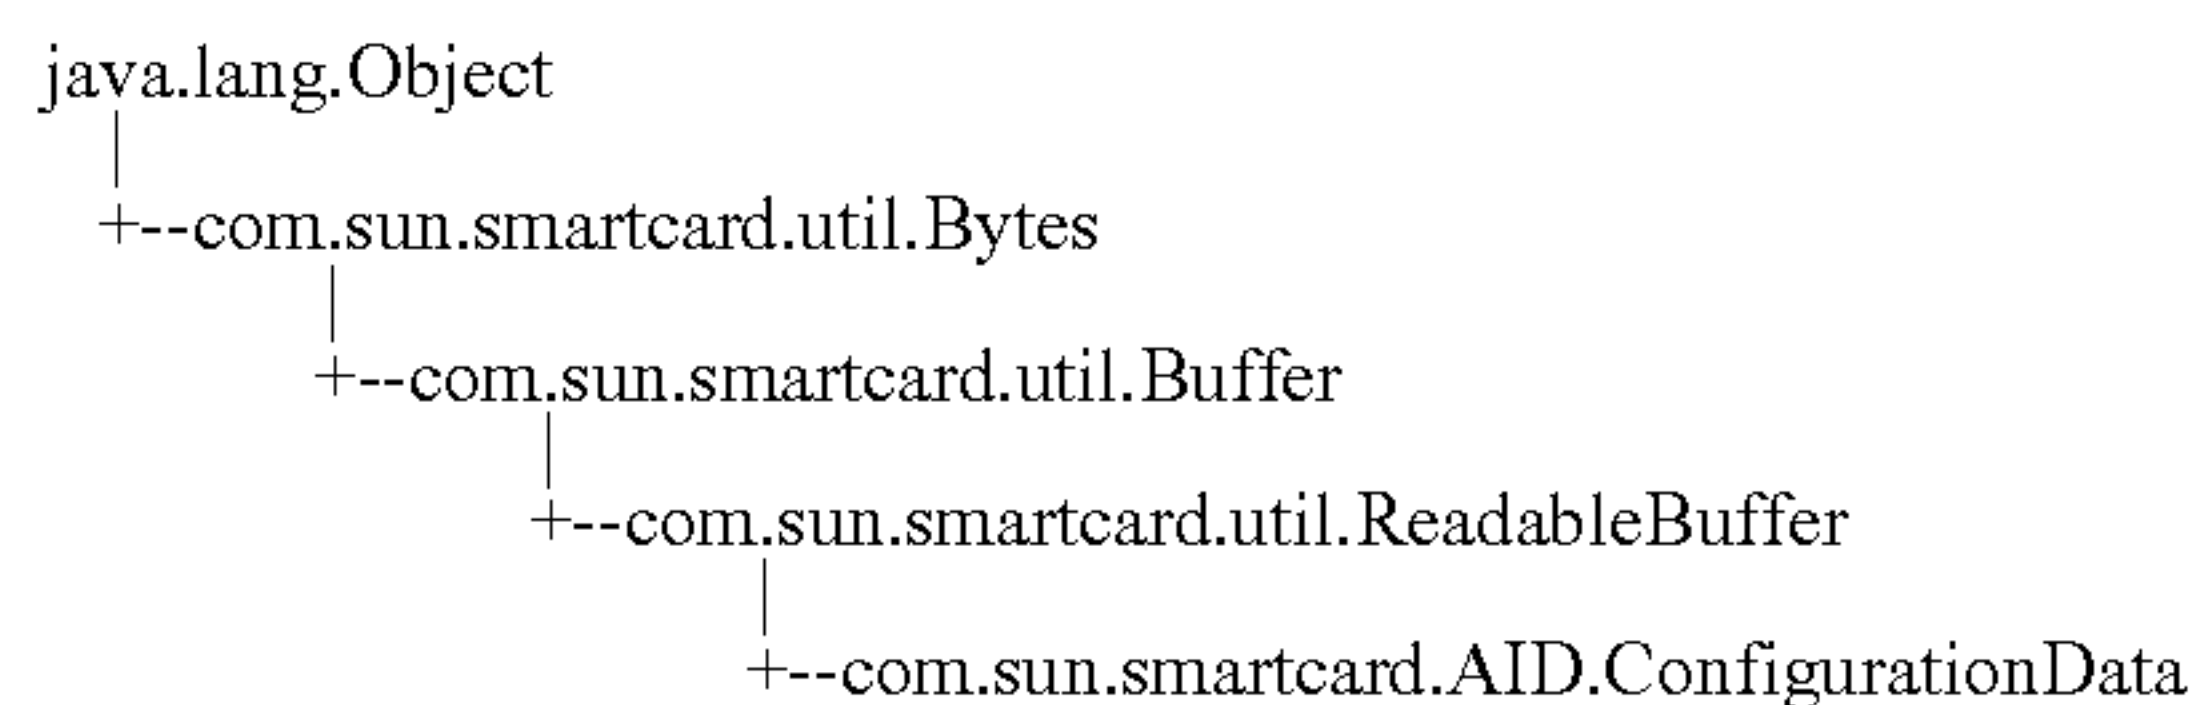 java.lang.Object
|
+--com.sun.smartcard.util.Bytes
|
+--com.sun.smartcard.util.Buffer
|
+--com.sun.smartcard.util.ReadableBuffer
|
+--com.sun.smartcard.AID.ConfigurationData